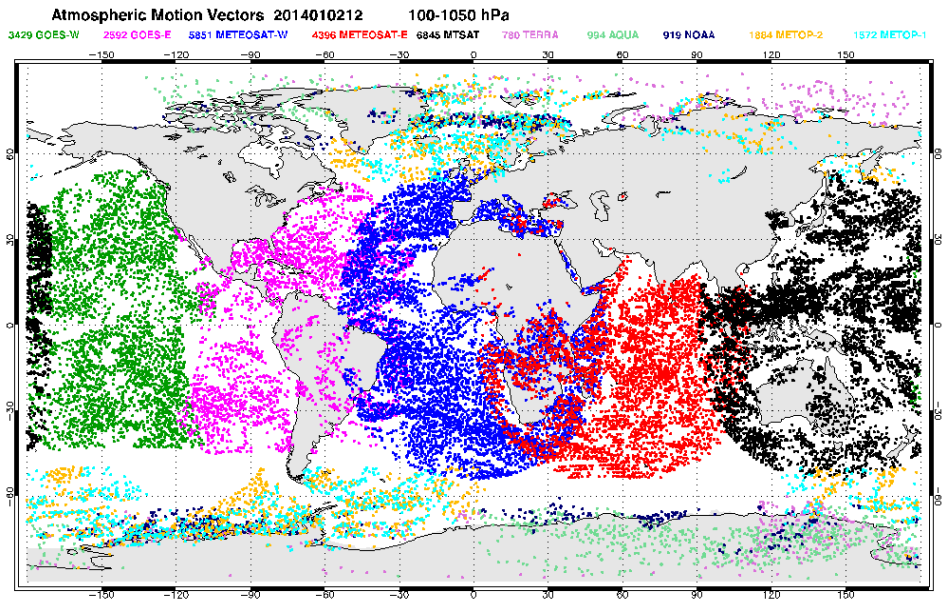 Atmospheric Motion Vectors 2014010212 100-1050 hPa
3429 GOES-W 2592 GOES-E 5851 METEOSAT-W 4396 METEOSAT-E 6845 MTSAT 780 TERRA 994 AQUA 919 NOAA 1884 METOP-2 1572 METOP-1
-150 -120 -90 -60 -30 0 30 60 90 120 150
60 60
30 30
0 0
-30 -30
-60 -60
-150 -120 -90 -60 -30 0 30 60 90 120 150